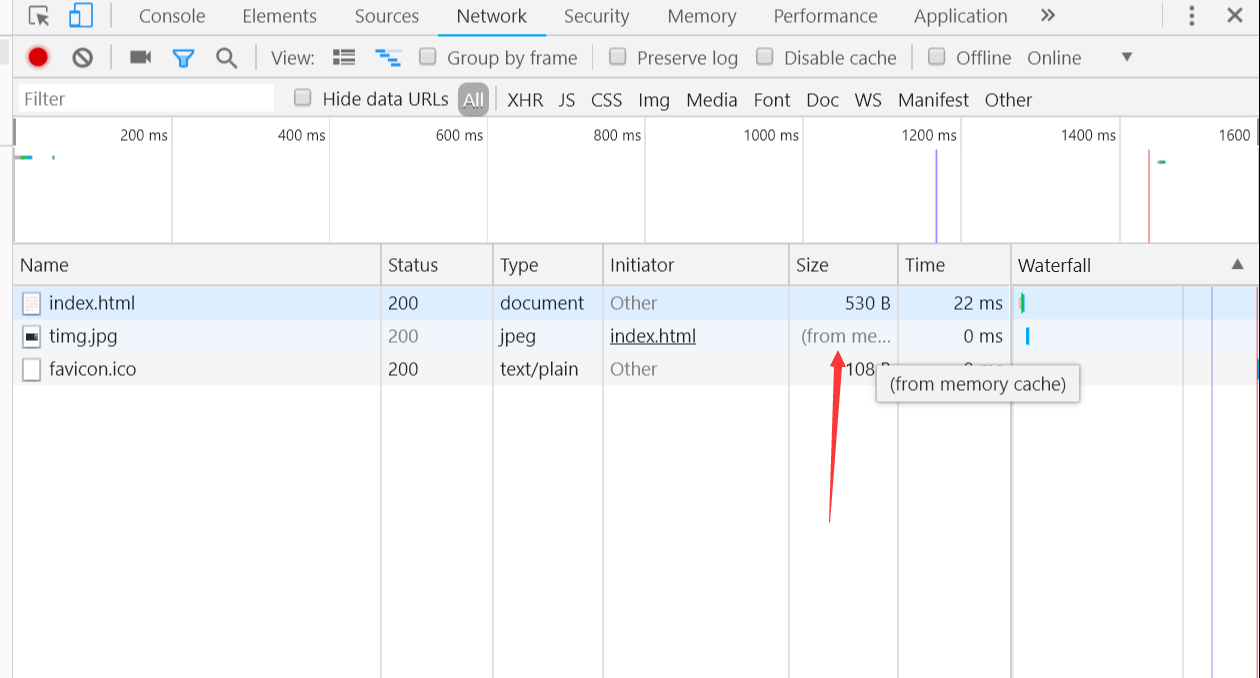 Console Elements Sources Network Security Memory Performance Application »
View: Group by frame Preserve log Disable cache Offline Online ▼
Filter Hide data URLs All XHR JS CSS Img Media Font Doc WS Manifest Other
200 ms 400 ms 600 ms 800 ms 1000 ms 1200 ms 1400 ms 1600
Name Status Type Initiator Size Time Waterfall ▲
index.html 200 document Other 530 B 22 ms
timg.jpg 200 jpeg index.html (from me... 0 ms
favicon.ico 200 text/plain Other 108
(from memory cache)